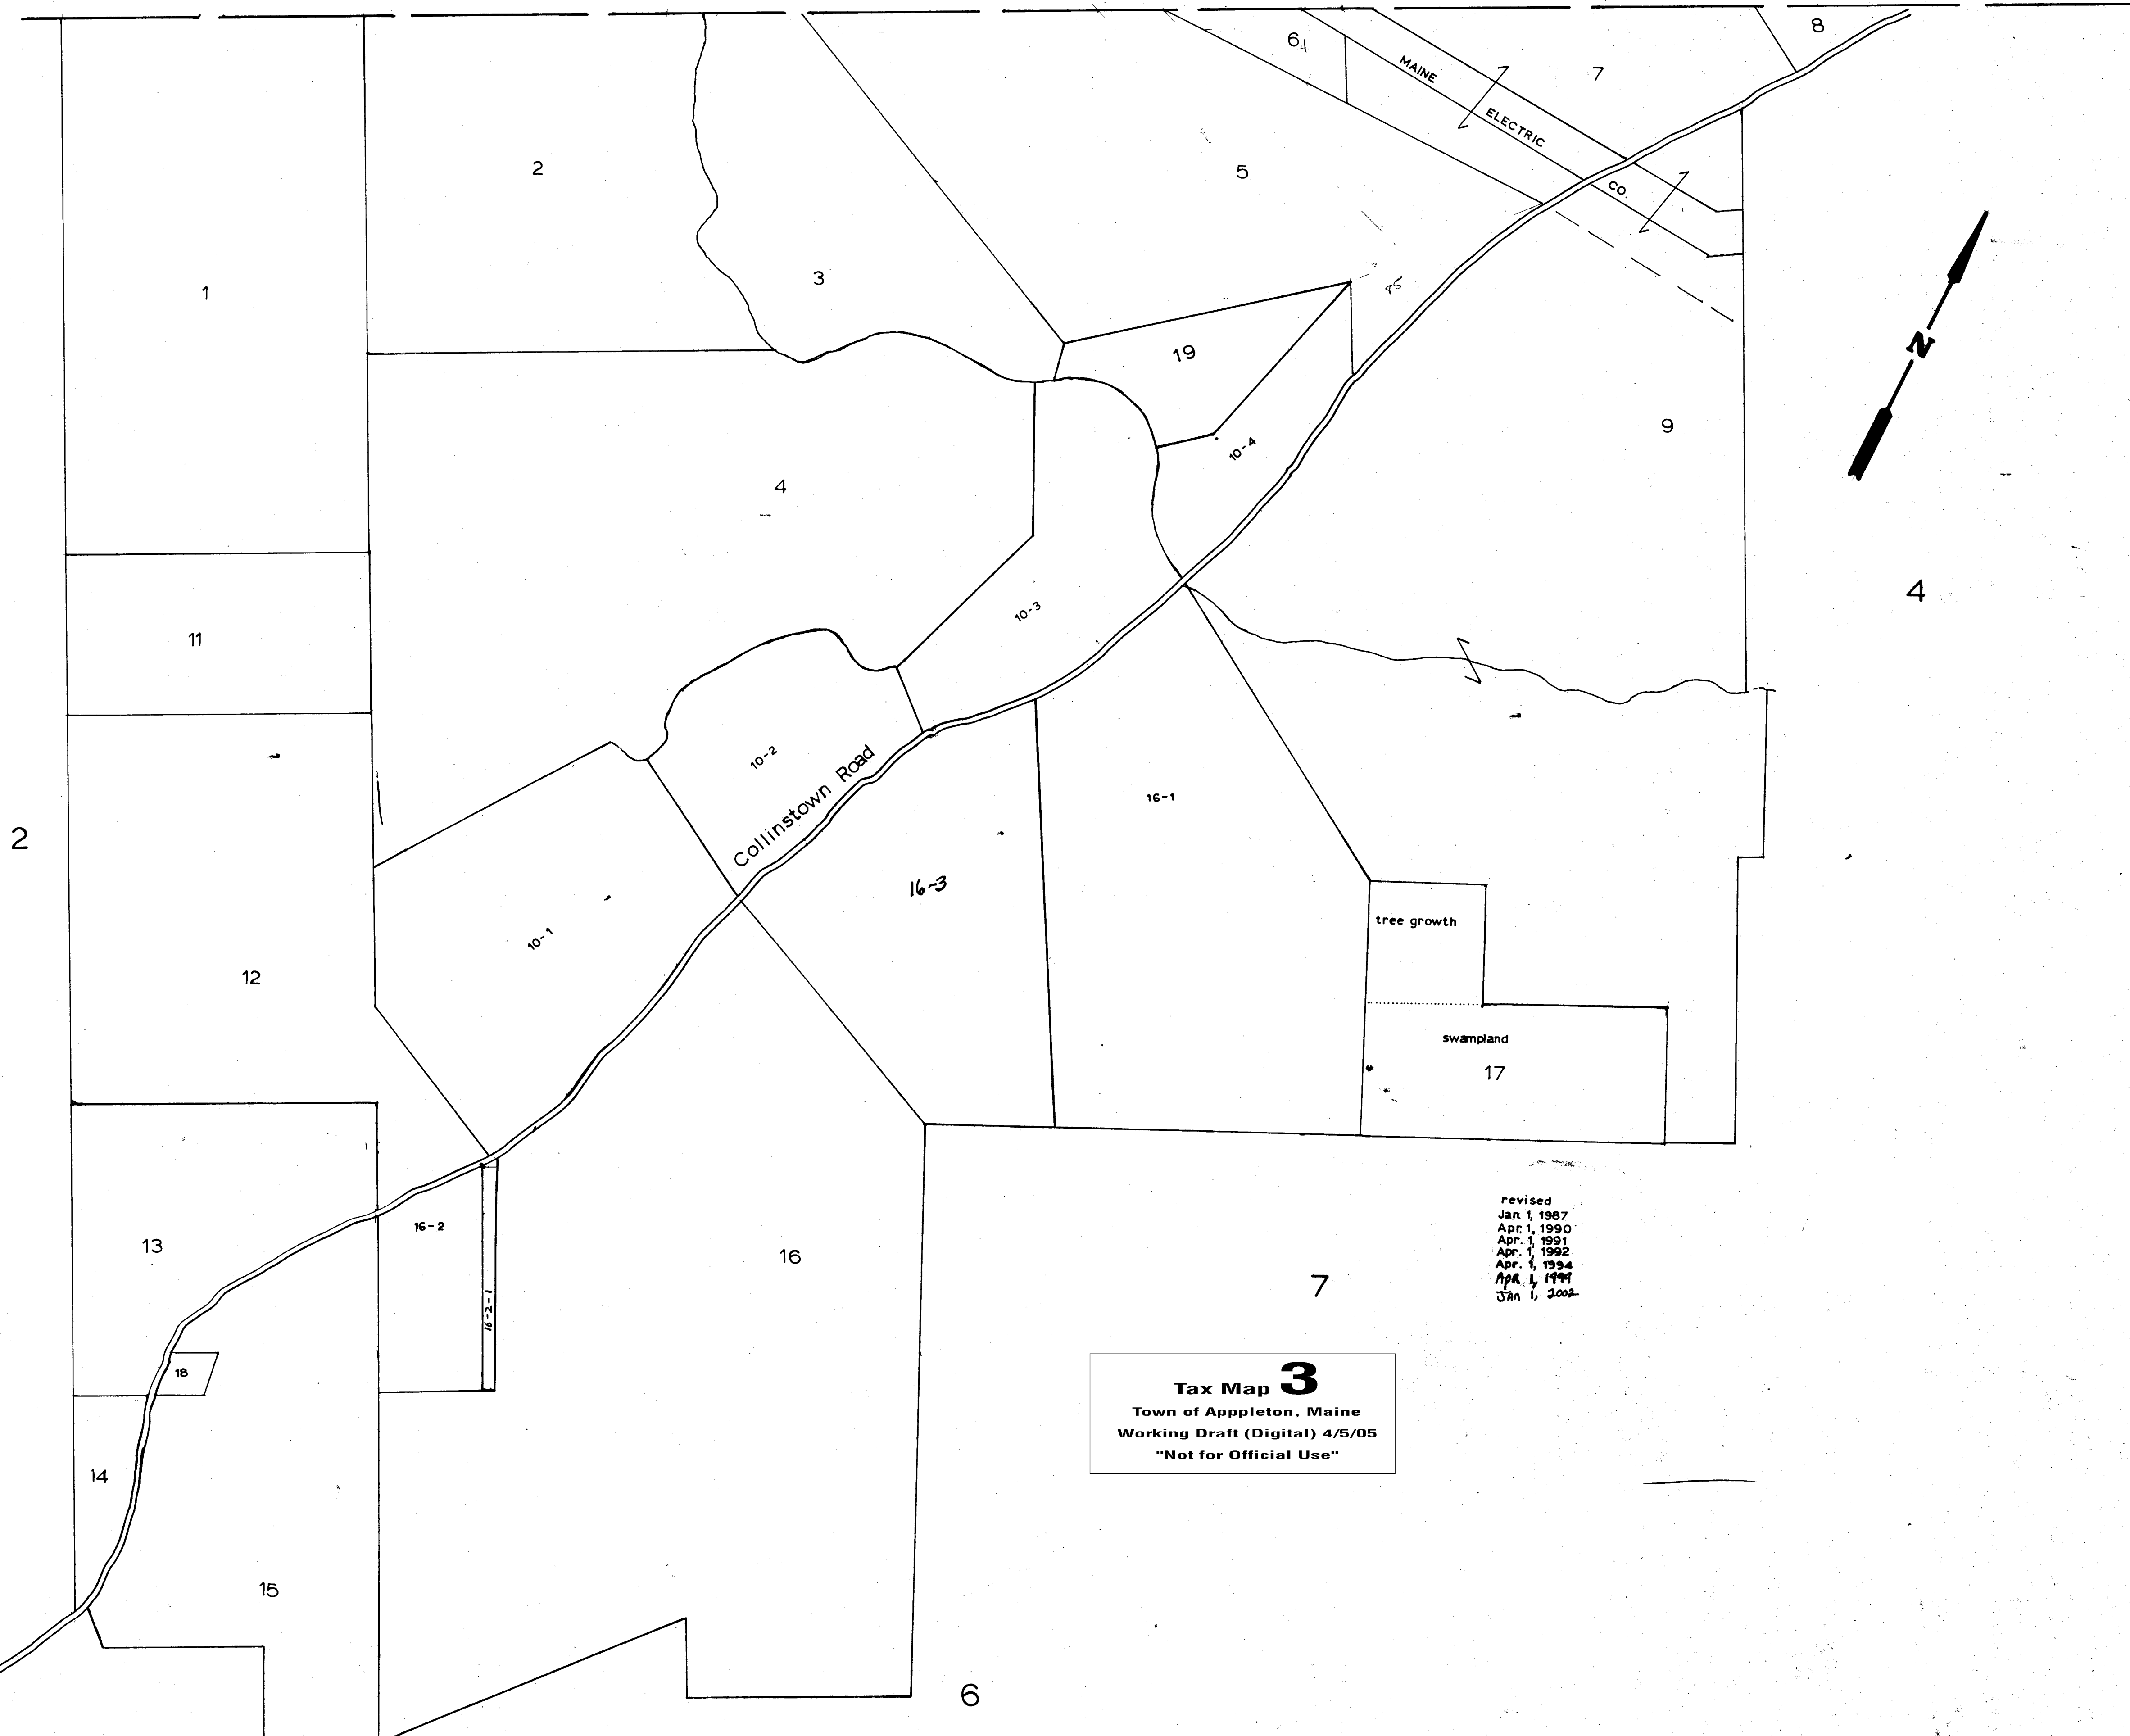 8
6
7
MAINE
ELECTRIC
CO.
2
5
1
3
85
N
19
9
10-4
4
4
10-3
11
10-2
Collinstown Road
16-1
2
16-3
tree growth
10-1
12
swampland
17
revised
Jan 1, 1987
Apr. 1, 1990
Apr. 1, 1991
Apr. 1, 1992
Apr. 1, 1994
APR 1, 1999
JAN 1, 2002
13
16-2
16
7
16-2-1
18
Tax Map 3
Town of Apppleton, Maine
Working Draft (Digital) 4/5/05
"Not for Official Use"
14
15
6